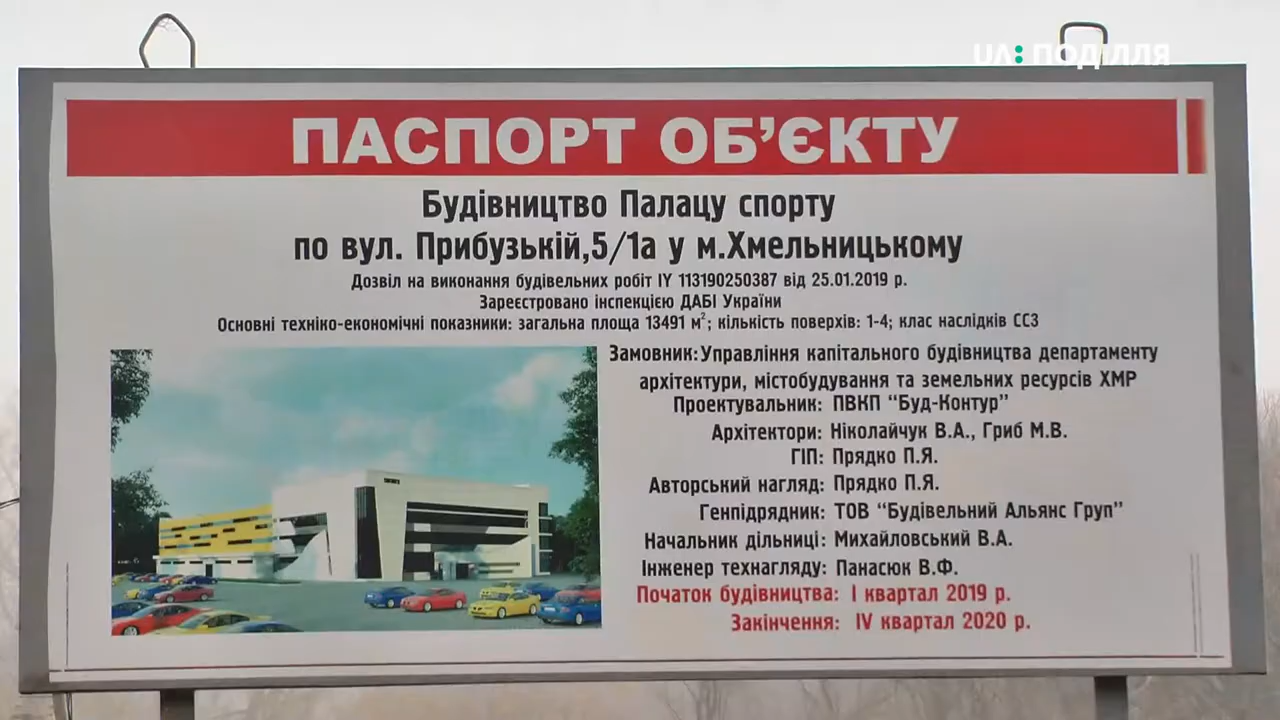 UA: ПОДІЛЛЯ
ПАСПОРТ ОБ’ЄКТУ
Будівництво Палацу спорту
по вул. Прибузькій,5/1а у м.Хмельницькому
Дозвіл на виконання будівельних робіт ІУ 113190250387 від 25.01.2019 р.
Зареєстровано інспекцією ДАБІ України
Основні техніко-економічні показники: загальна площа 13491 м²; кількість поверхів: 1-4; клас наслідків СС3
Замовник:Управління капітального будівництва департаменту
архітектури, містобудування та земельних ресурсів ХМР
Проектувальник: ПВКП “Буд-Контур”
Архітектори: Ніколайчук В.А., Гриб М.В.
ГІП: Прядко П.Я.
Авторський нагляд: Прядко П.Я.
Генпідрядник: ТОВ “Будівельний Альянс Груп”
Начальник дільниці: Михайловський В.А.
Інженер технагляду: Панасюк В.Ф.
Початок будівництва: І квартал 2019 р.
Закінчення: IV квартал 2020 р.